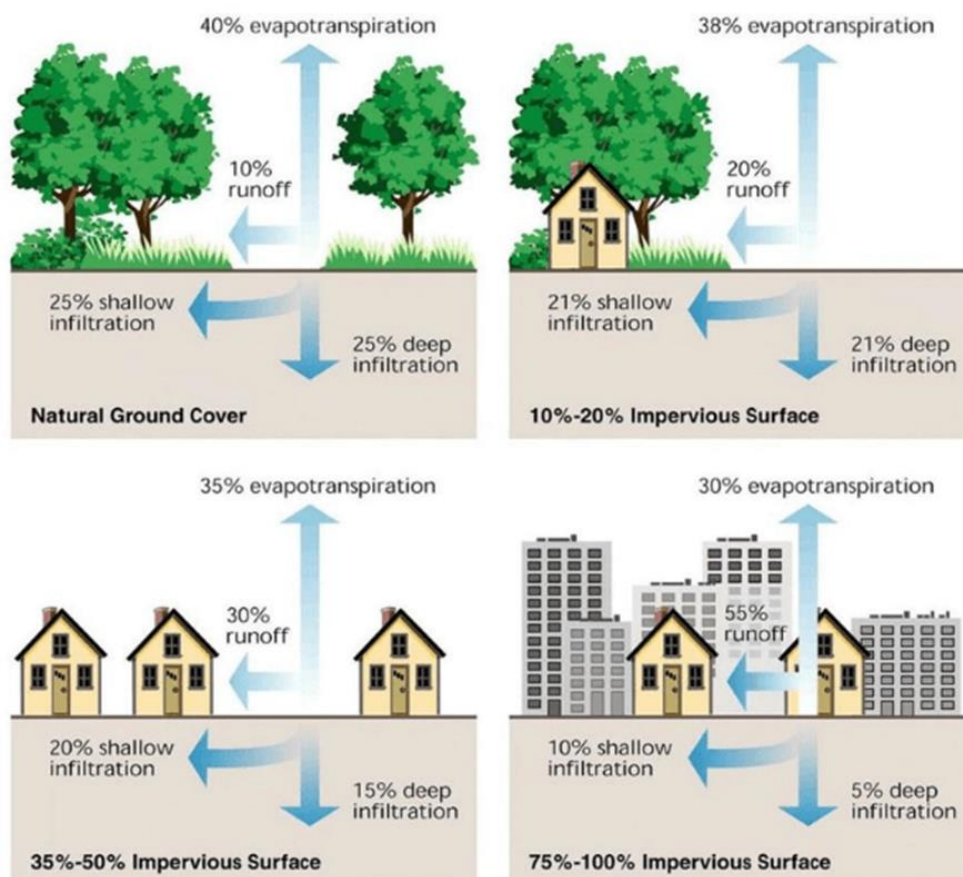 40% evapotranspiration
10%
runoff
25% shallow
infiltration
25% deep
infiltration
Natural Ground Cover
38% evapotranspiration
20%
runoff
21% shallow
infiltration
21% deep
infiltration
10%-20% Impervious Surface
35% evapotranspiration
30%
runoff
20% shallow
infiltration
15% deep
infiltration
35%-50% Impervious Surface
30% evapotranspiration
55%
runoff
10% shallow
infiltration
5% deep
infiltration
75%-100% Impervious Surface